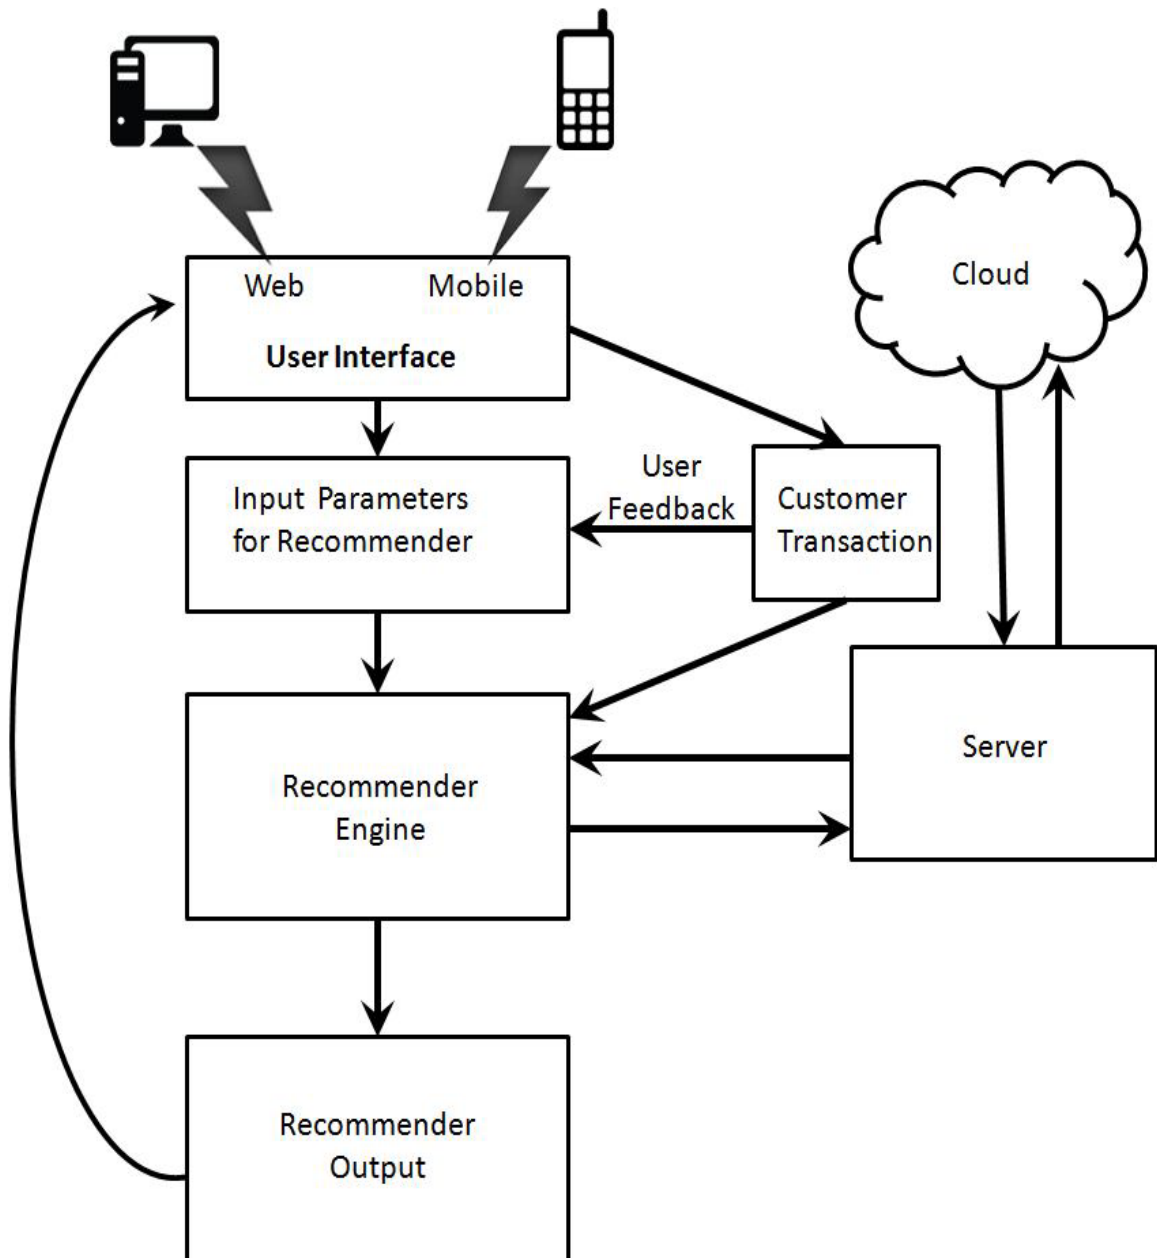 Web
Mobile
User Interface
Cloud
Input Parameters
for Recommender
User
Feedback
Customer
Transaction
Recommender
Engine
Server
Recommender
Output